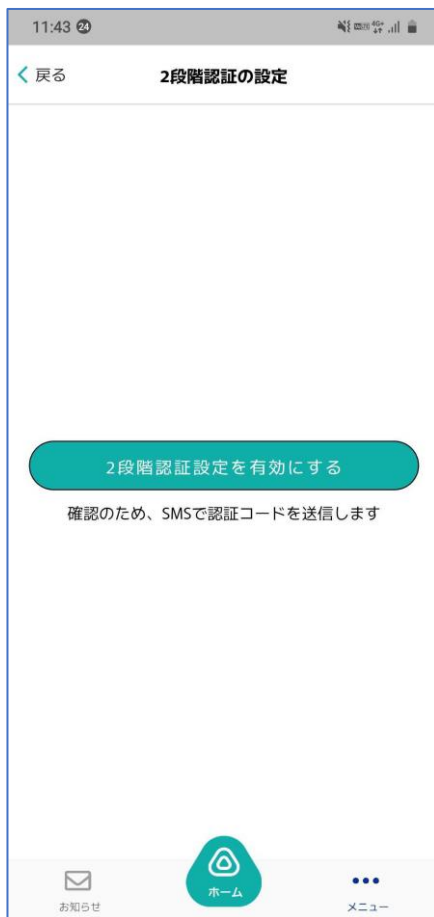 11:43 24
戻る 2段階認証の設定
2段階認証設定を有効にする
確認のため、SMSで認証コードを送信します
お知らせ ホーム メニュー